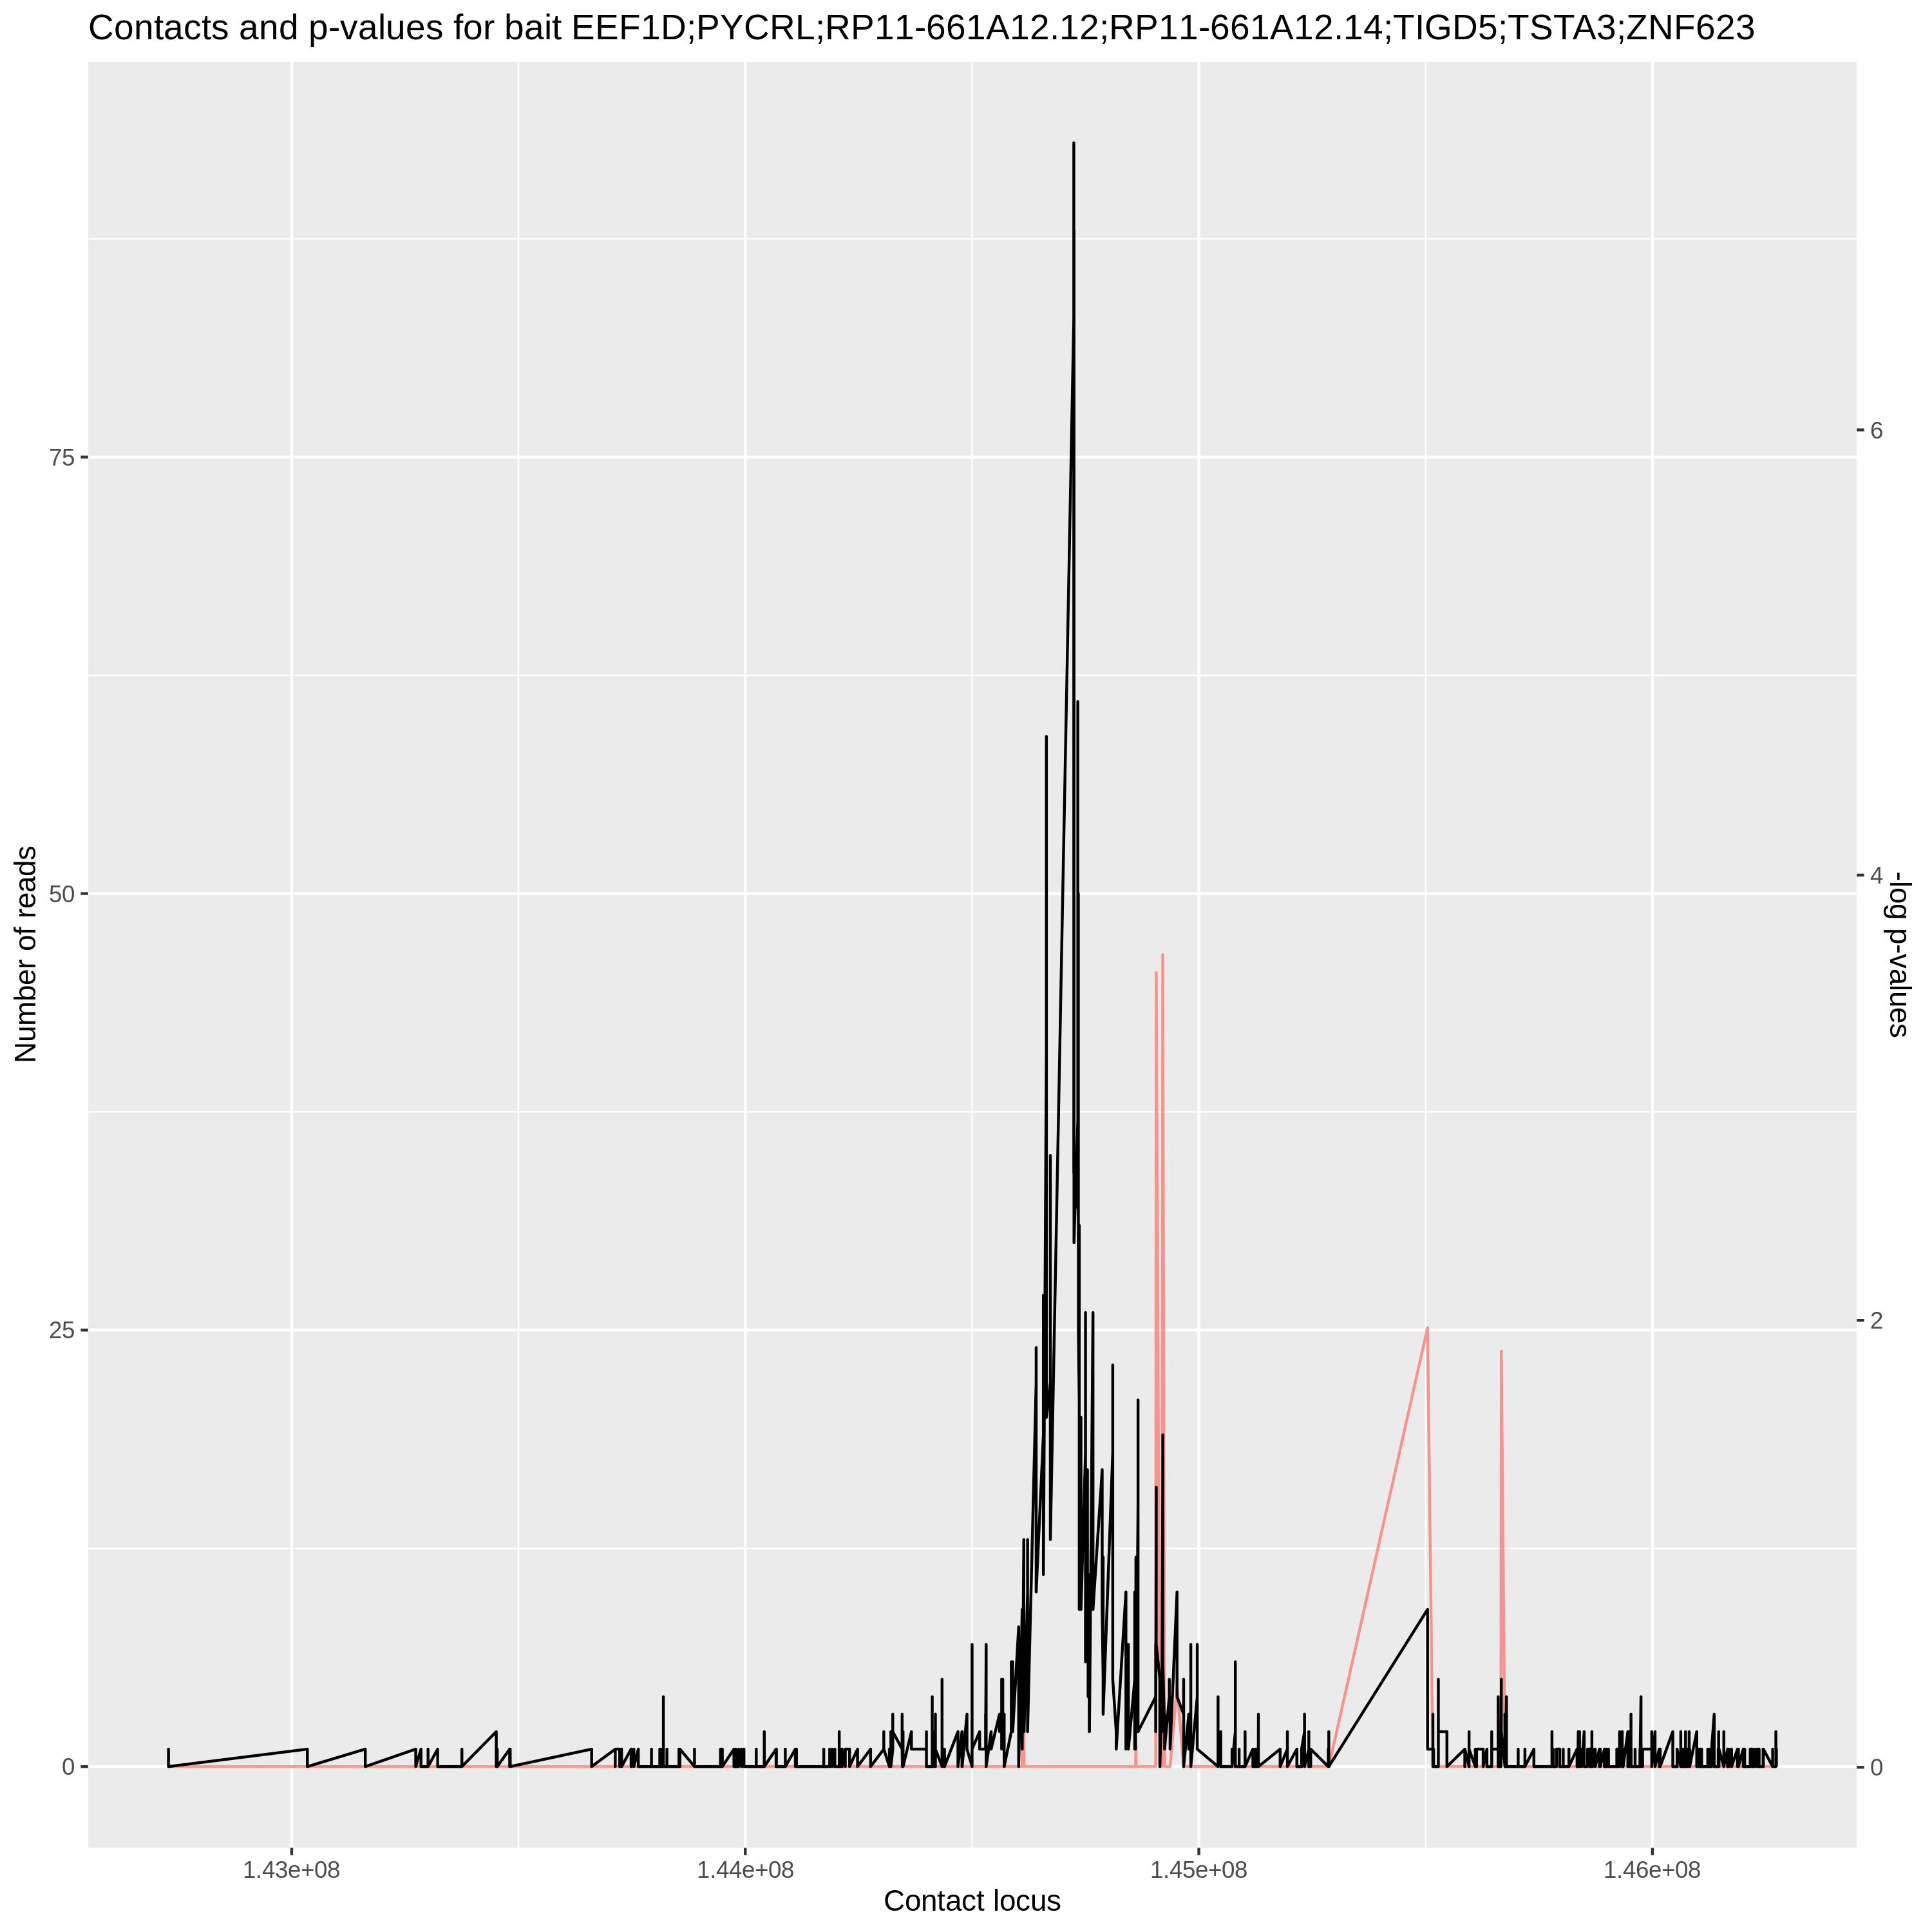 Contacts and p-values for bait EEF1D;PYCRL;RP11-661A12.12;RP11-661A12.14;TIGD5;TSTA3;ZNF623
75
50
25
0
Number of reads
6
4
2
0
-log p-values
1.43e+08
1.44e+08
1.45e+08
1.46e+08
Contact locus